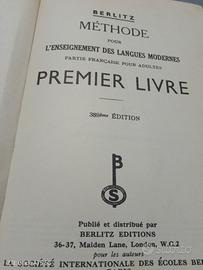 BERLITZ
MÉTHODE
POUR
L'ENSEIGNEMENT DES LANGUES MODERNES
PARTIE FRANÇAISE POUR ADULTES
PREMIER LIVRE
ÉDITION
B
S
Publié et distribué par
BERLITZ EDITIONS
36-37, Maiden Lane, London, W.C.2
pour les auteurs
LA SOCIÉTÉ INTERNATIONALE DES ÉCOLES BER